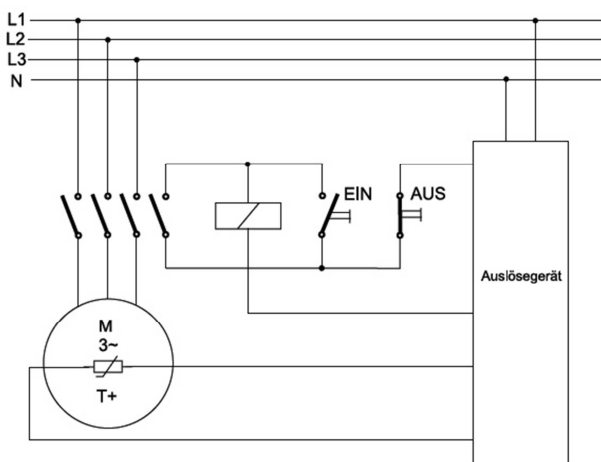 L1
L2
L3
N
EIN
AUS
Auslösegerät
M
3~
T+